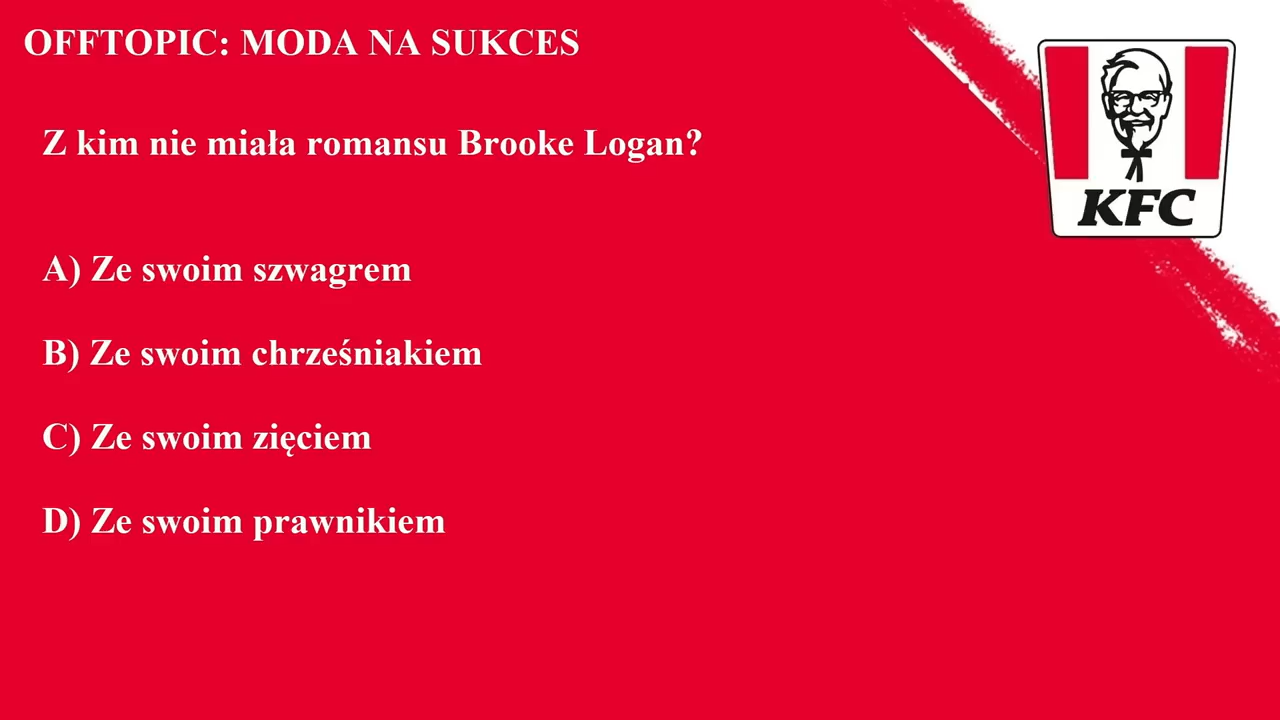 OFFTOPIC: MODA NA SUKCES
Z kim nie miała romansu Brooke Logan?
A) Ze swoim szwagrem
B) Ze swoim chrześniakiem
C) Ze swoim zięciem
D) Ze swoim prawnikiem
KFC